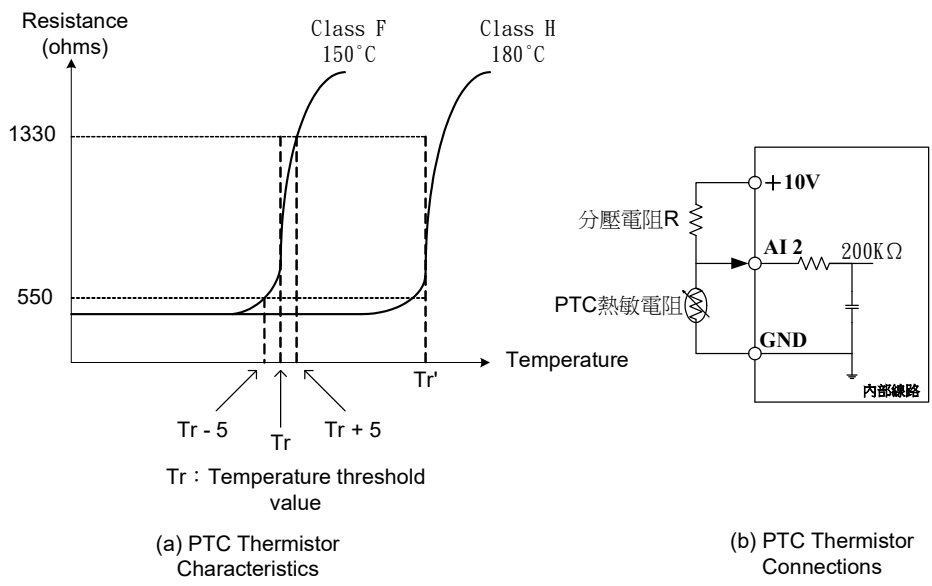 Resistance
(ohms)
Class F
150°C
Class H
180°C
1330
550
Temperature
Tr - 5
Tr
Tr + 5
Tr'
Tr：Temperature threshold
value
(a) PTC Thermistor
Characteristics
＋10V
分壓電阻R
AI 2
200KΩ
PTC熱敏電阻
GND
內部線路
(b) PTC Thermistor
Connections